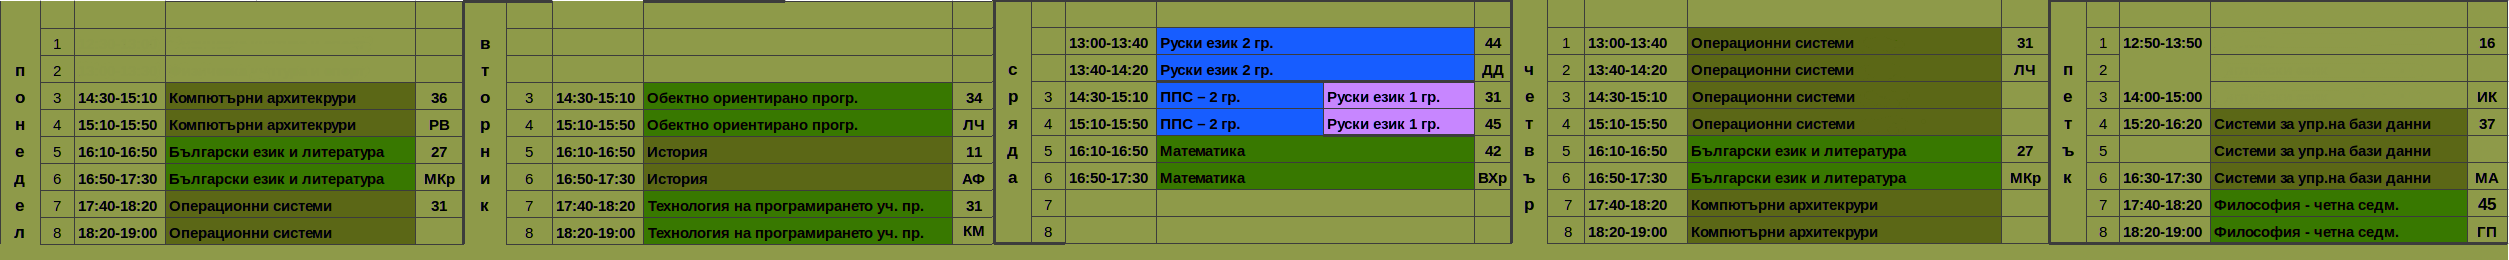 понедел
1
2
3 14:30-15:10 Компютърни архитекрури 36
4 15:10-15:50 Компютърни архитекрури РВ
5 16:10-16:50 Български език и литература 27
6 16:50-17:30 Български език и литература МКр
7 17:40-18:20 Операционни системи 31
8 18:20-19:00 Операционни системи
вторник
3 14:30-15:10 Обектно ориентирано прогр. 34
4 15:10-15:50 Обектно ориентирано прогр. ЛЧ
5 16:10-16:50 История 11
6 16:50-17:30 История АФ
7 17:40-18:20 Технология на програмирането уч. пр. 31
8 18:20-19:00 Технология на програмирането уч. пр. КМ
сряда
13:00-13:40 Руски език 2 гр. 44
13:40-14:20 Руски език 2 гр. ДД
3 14:30-15:10 ППС – 2 гр. Руски език 1 гр. 31
4 15:10-15:50 ППС – 2 гр. Руски език 1 гр. 45
5 16:10-16:50 Математика 42
6 16:50-17:30 Математика ВХр
7
8
четвър
1 13:00-13:40 Операционни системи 31
2 13:40-14:20 Операционни системи ЛЧ
3 14:30-15:10 Операционни системи
4 15:10-15:50 Операционни системи
5 16:10-16:50 Български език и литература 27
6 16:50-17:30 Български език и литература МКр
7 17:40-18:20 Компютърни архитекрури
8 18:20-19:00 Компютърни архитекрури
петък
1 12:50-13:50 16
2
3 14:00-15:00 ИК
4 15:20-16:20 Системи за упр.на бази данни 37
5 Системи за упр.на бази данни
6 16:30-17:30 Системи за упр.на бази данни МА
7 17:40-18:20 Философия - четна седм. 45
8 18:20-19:00 Философия - четна седм. ГП